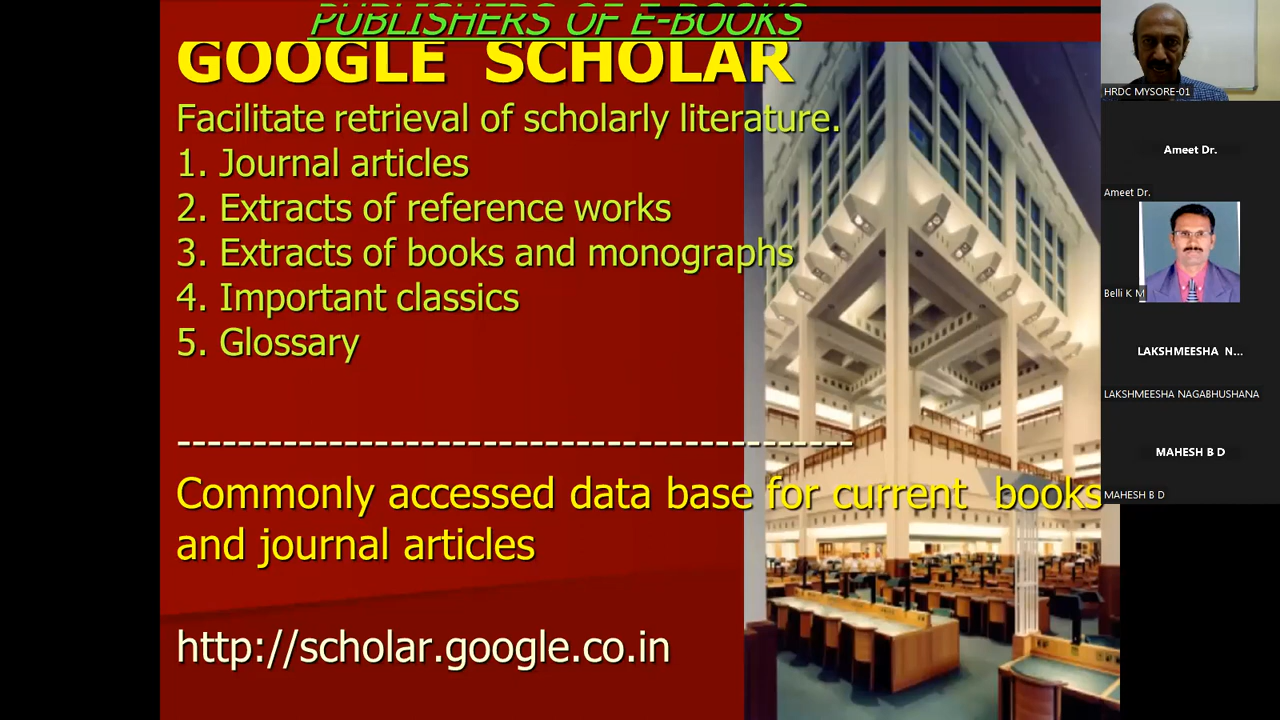 PUBLISHERS OF E-BOOKS
GOOGLE SCHOLAR
Facilitate retrieval of scholarly literature.
1. Journal articles
2. Extracts of reference works
3. Extracts of books and monographs
4. Important classics
5. Glossary
---------------------------------------------
Commonly accessed data base for current books
and journal articles
http://scholar.google.co.in
HRDC MYSORE-01
Ameet Dr.
Ameet Dr.
Belli K M
LAKSHMEESHA N...
LAKSHMEESHA NAGABHUSHANA
MAHESH B D
MAHESH B D